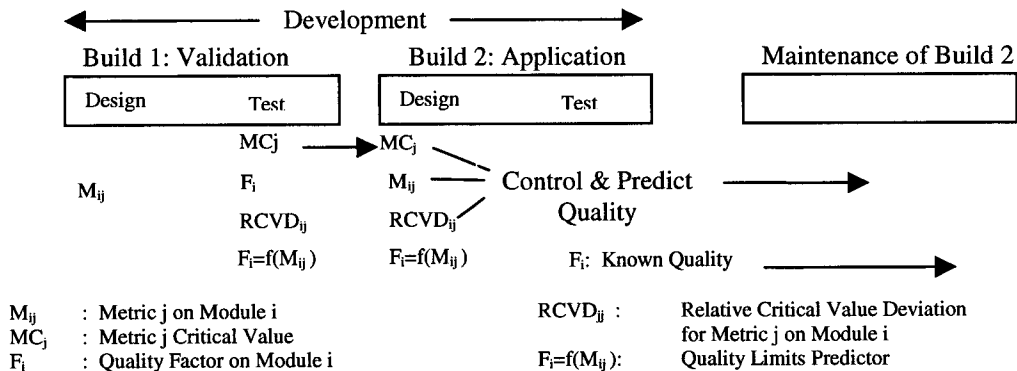 Development
Build 1: Validation Build 2: Application Maintenance of Build 2
Design Test Design Test
MCj MCj
Mij Fi Mij Control & Predict
Quality
RCVDij RCVDij
Fi=f(Mij) Fi=f(Mij) Fi: Known Quality
Mij : Metric j on Module i
MCj : Metric j Critical Value
Fi : Quality Factor on Module i
RCVDij : Relative Critical Value Deviation
for Metric j on Module i
Fi=f(Mij): Quality Limits Predictor